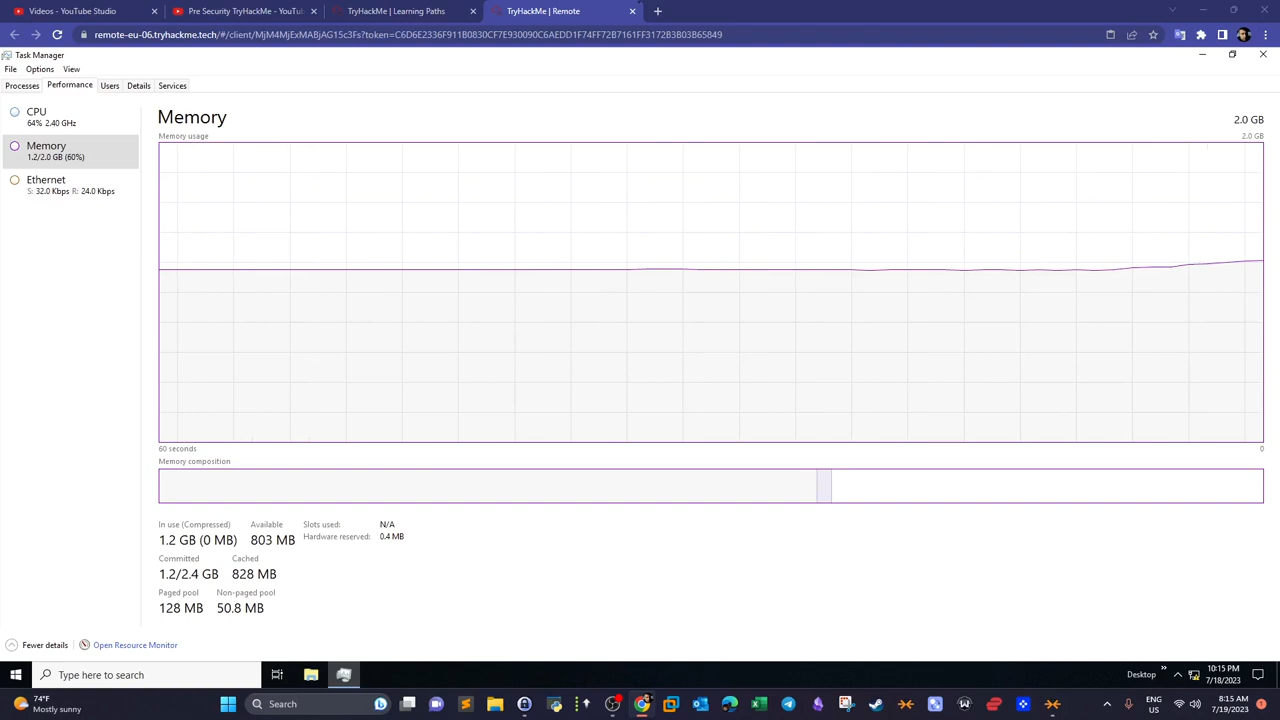 Videos - YouTube Studio
Pre Security TryHackMe - YouTub
TryHackMe | Learning Paths
TryHackMe | Remote
remote-eu-06.tryhackme.tech/#/client/MjM4MjExMABjAG15c3Fs?token=C6D6E2336F911B0830CF7E930090C6AEDD1F74FF72B7161FF3172B3B03B65849
Task Manager
File Options View
Processes Performance Users Details Services
CPU
64% 2.40 GHz
Memory
1.2/2.0 GB (60%)
Ethernet
S: 32.0 Kbps R: 24.0 Kbps
Memory
2.0 GB
Memory usage
2.0 GB
60 seconds
0
Memory composition
In use (Compressed) Available Slots used: N/A
1.2 GB (0 MB) 803 MB Hardware reserved: 0.4 MB
Committed Cached
1.2/2.4 GB 828 MB
Paged pool Non-paged pool
128 MB 50.8 MB
Fewer details Open Resource Monitor
Type here to search
Desktop
10:15 PM
7/18/2023
74°F
Mostly sunny
Search
ENG
US
8:15 AM
7/19/2023